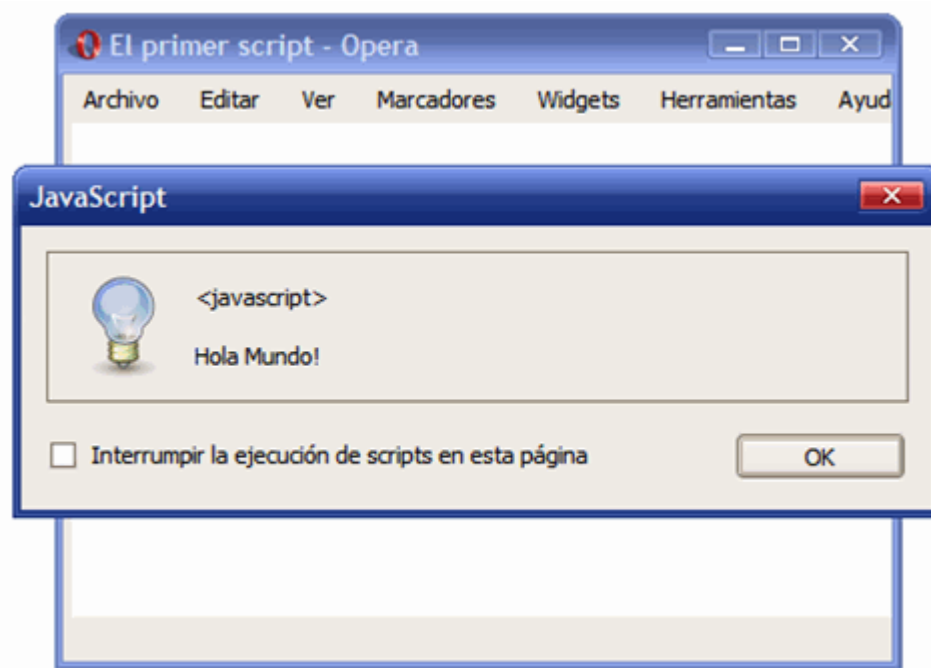 El primer script - Opera
Archivo Editar Ver Marcadores Widgets Herramientas Ayud
JavaScript
<javascript>
Hola Mundo!
Interrumpir la ejecución de scripts en esta página OK